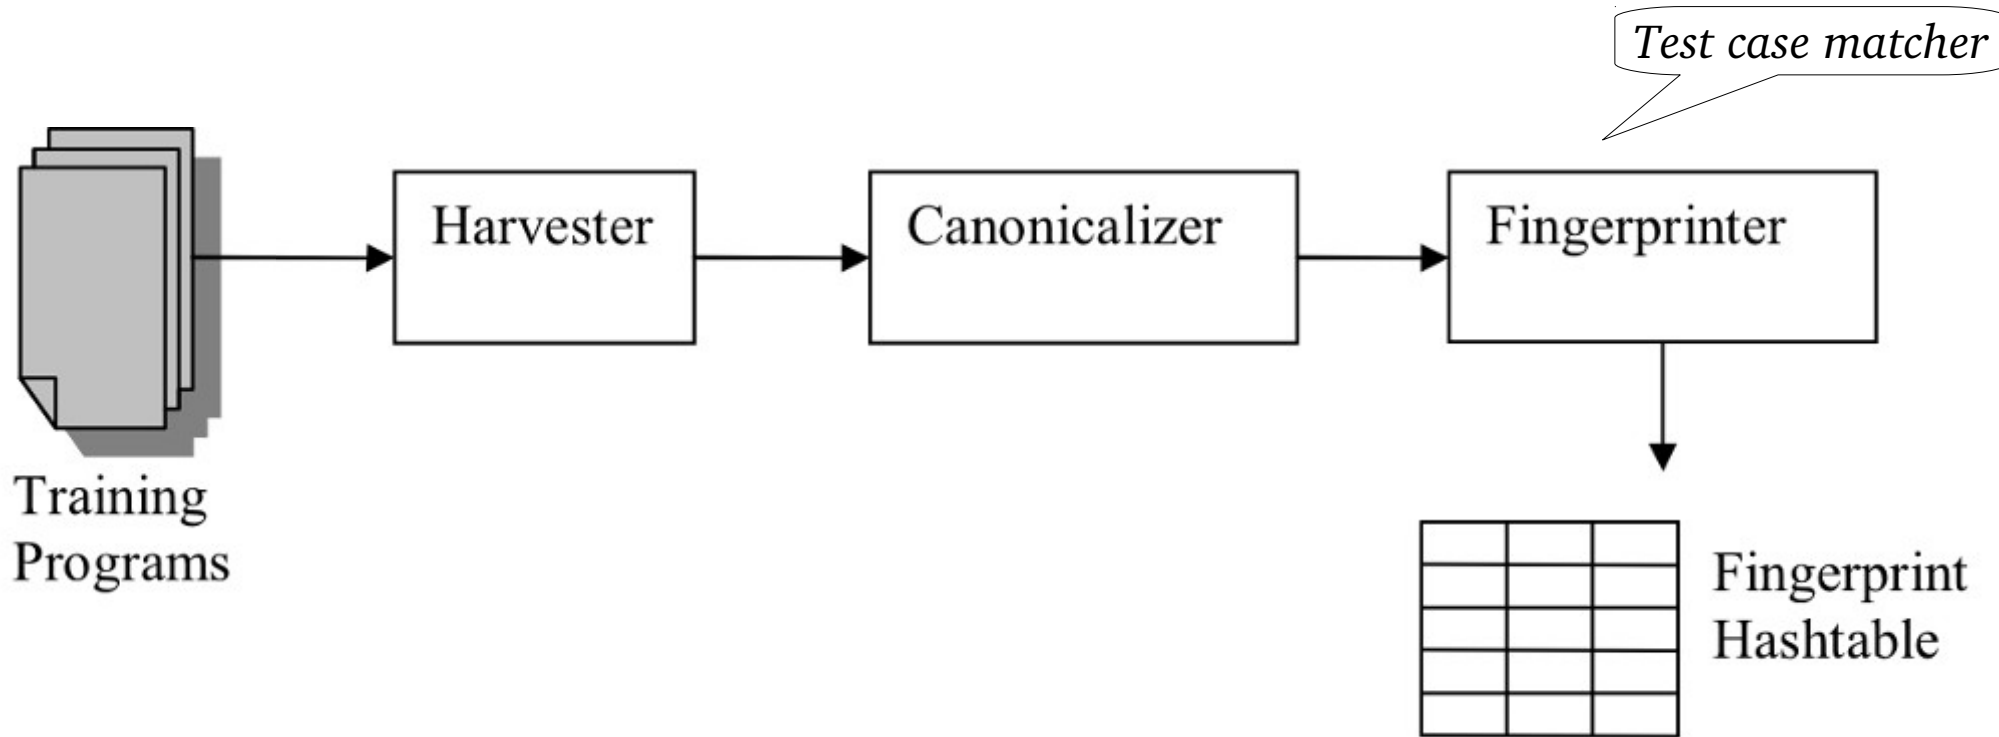 Test case matcher
Harvester
Canonicalizer
Fingerprinter
Training
Programs
Fingerprint
Hashtable